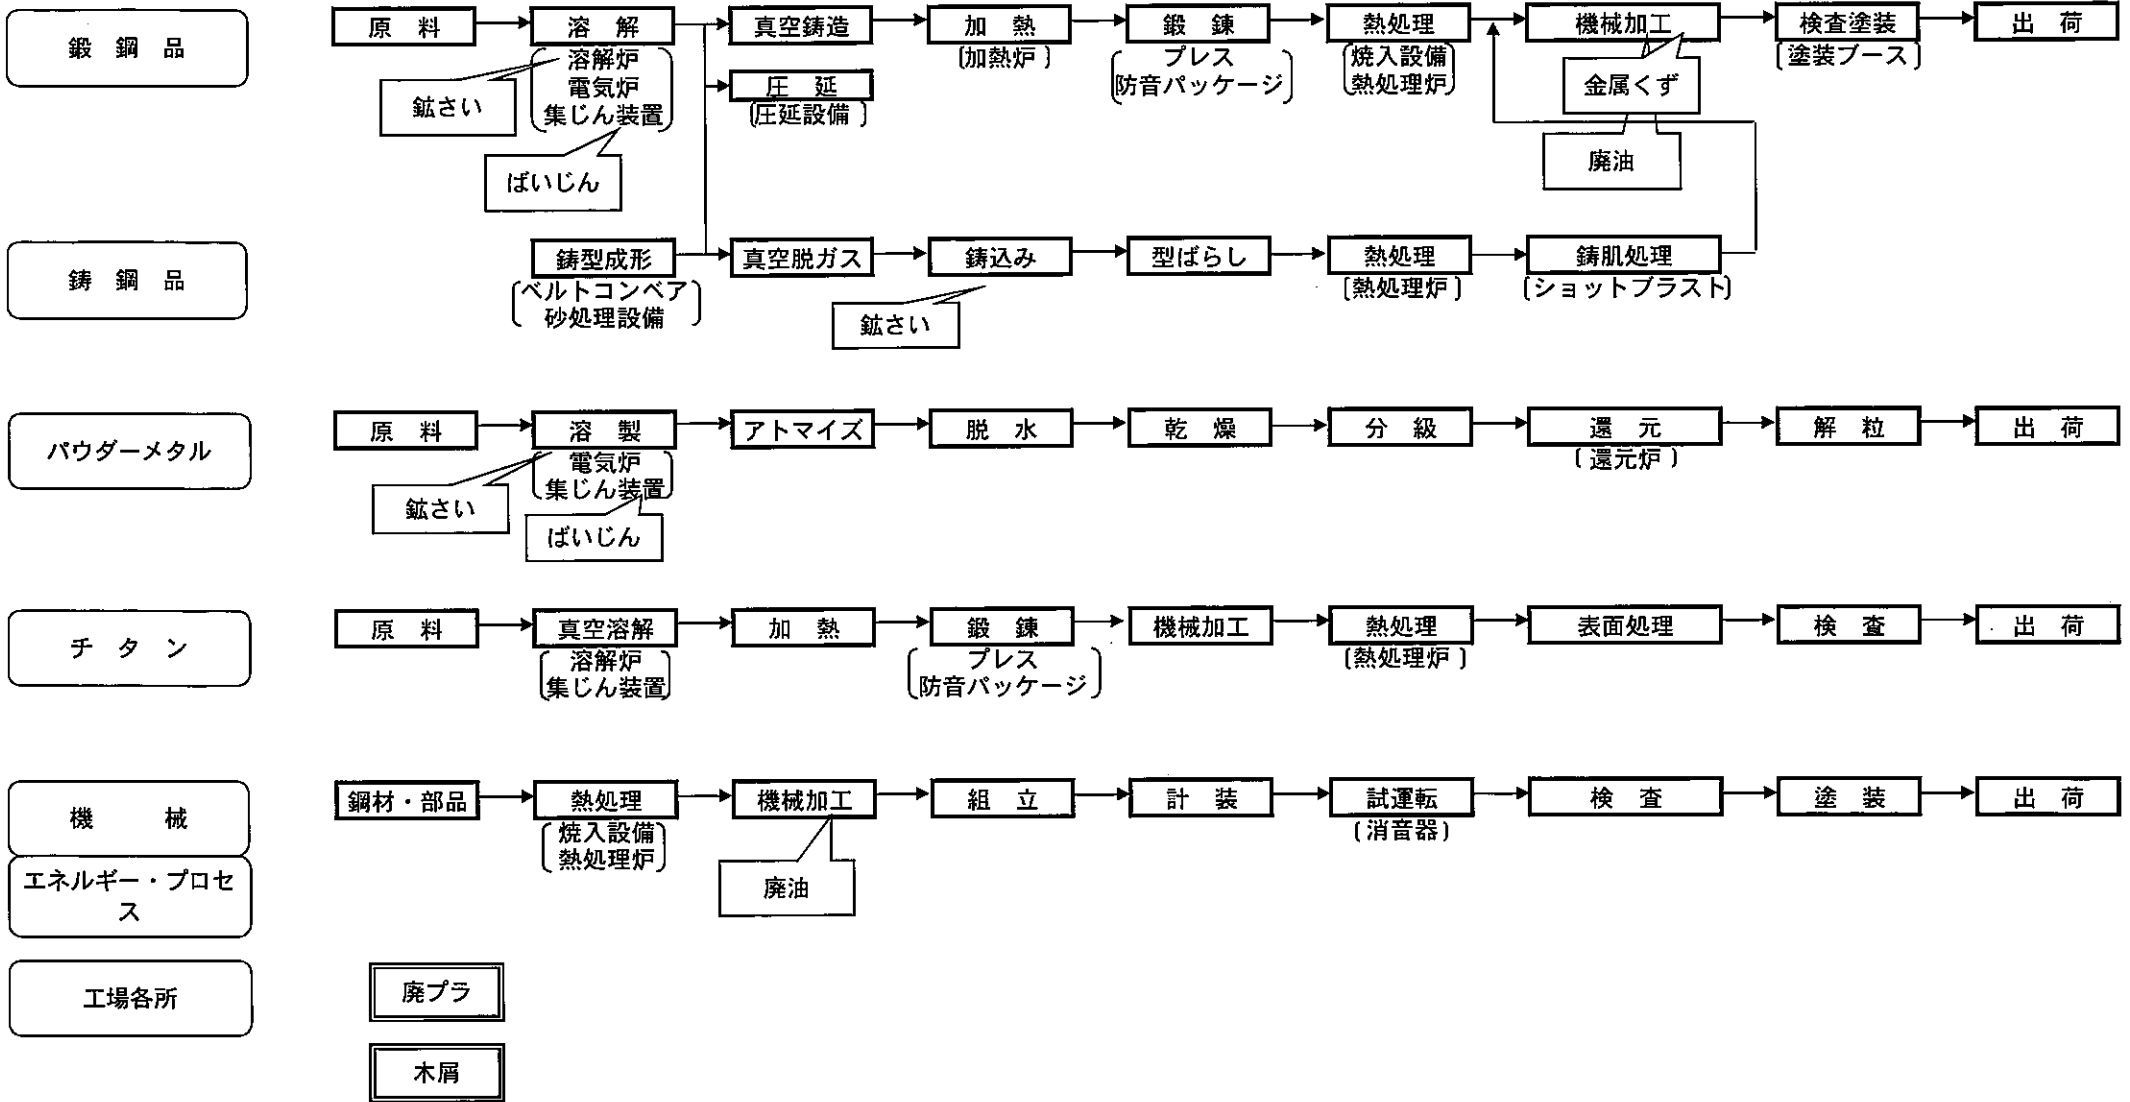 鍛鋼品
原料
溶解
真空鋳造
加熱
鍛錬
熱処理
機械加工
検査塗装
出荷
溶解炉
電気炉
集じん装置
(加熱炉)
プレス
防音パッケージ
焼入設備
熱処理炉
(塗装ブース)
鉱さい
ばいじん
圧延
(圧延設備)
金属くず
廃油
鋳鋼品
鋳型成形
真空脱ガス
鋳込み
型ばらし
熱処理
鋳肌処理
ベルトコンベア
砂処理設備
(熱処理炉)
(ショットブラスト)
鉱さい
パウダーメタル
原料
溶製
アトマイズ
脱水
乾燥
分級
還元
解粒
出荷
電気炉
集じん装置
(還元炉)
鉱さい
ばいじん
チタン
原料
真空溶解
加熱
鍛錬
機械加工
熱処理
表面処理
検査
出荷
溶解炉
集じん装置
プレス
防音パッケージ
(熱処理炉)
機械
鋼材・部品
熱処理
機械加工
組立
計装
試運転
検査
塗装
出荷
焼入設備
熱処理炉
(消音器)
廃油
エネルギー・プロセ
ス
工場各所
廃プラ
木屑